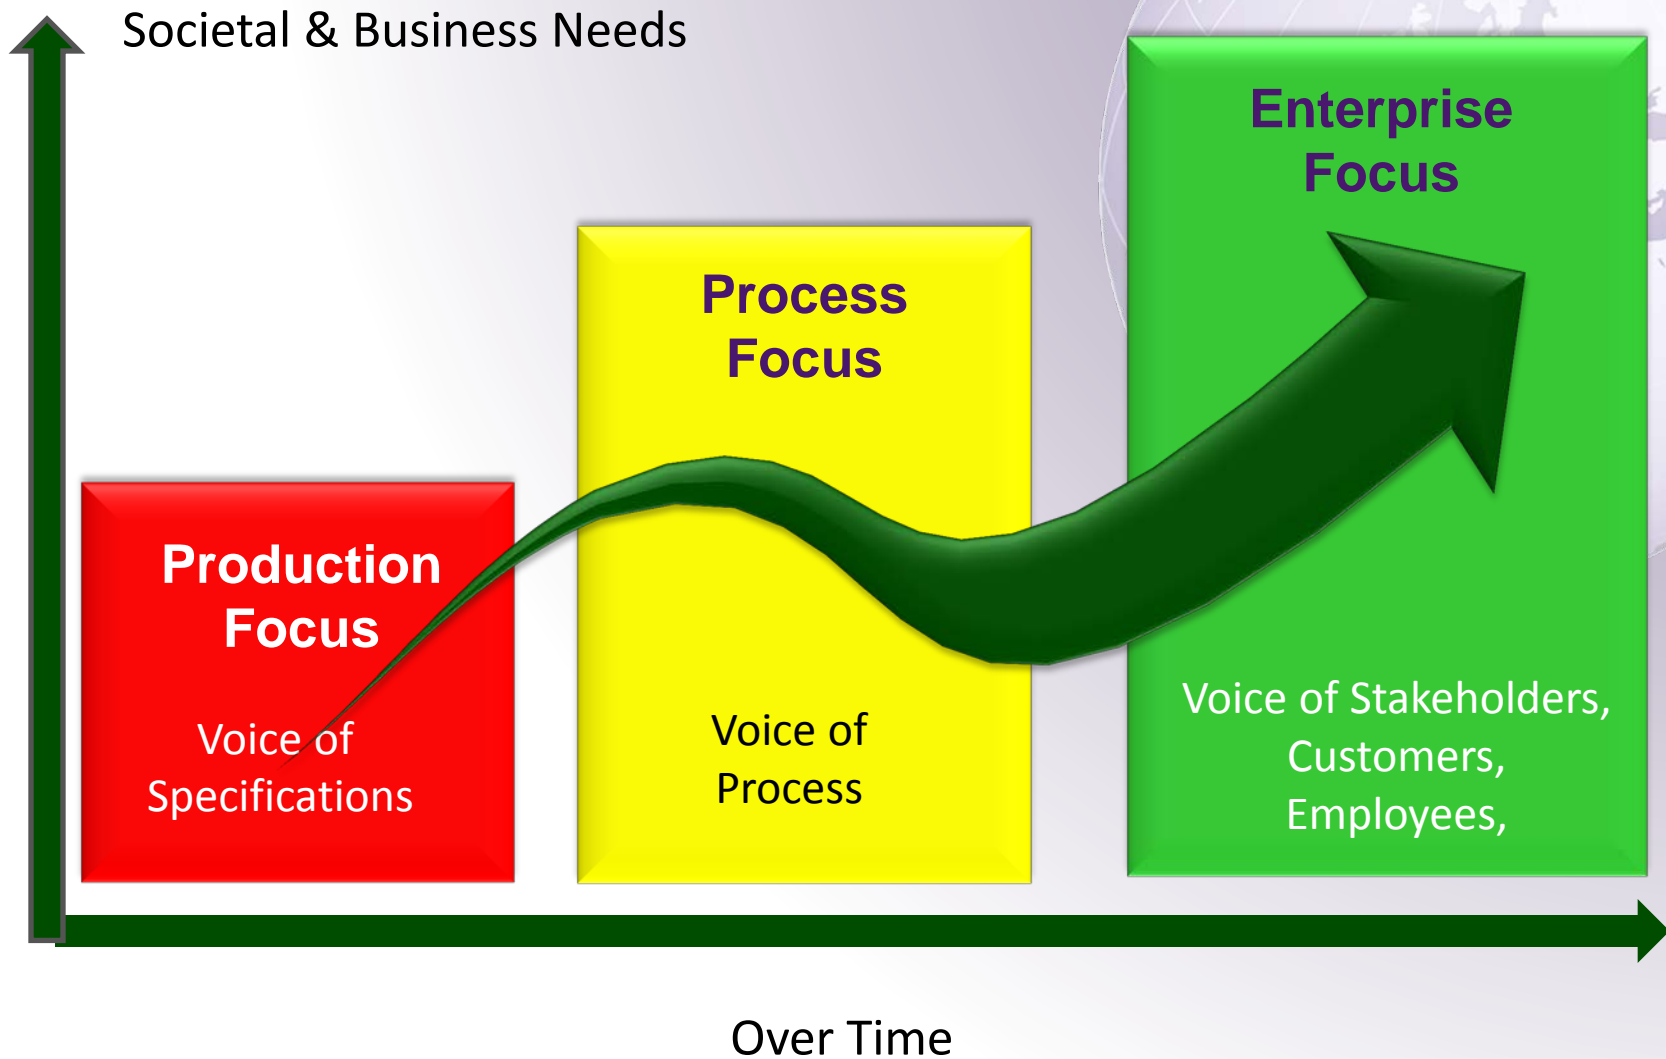 Societal & Business Needs
Enterprise
Focus
Process
Focus
Production
Focus
Voice of
Specifications
Voice of
Process
Voice of Stakeholders,
Customers,
Employees,
Over Time